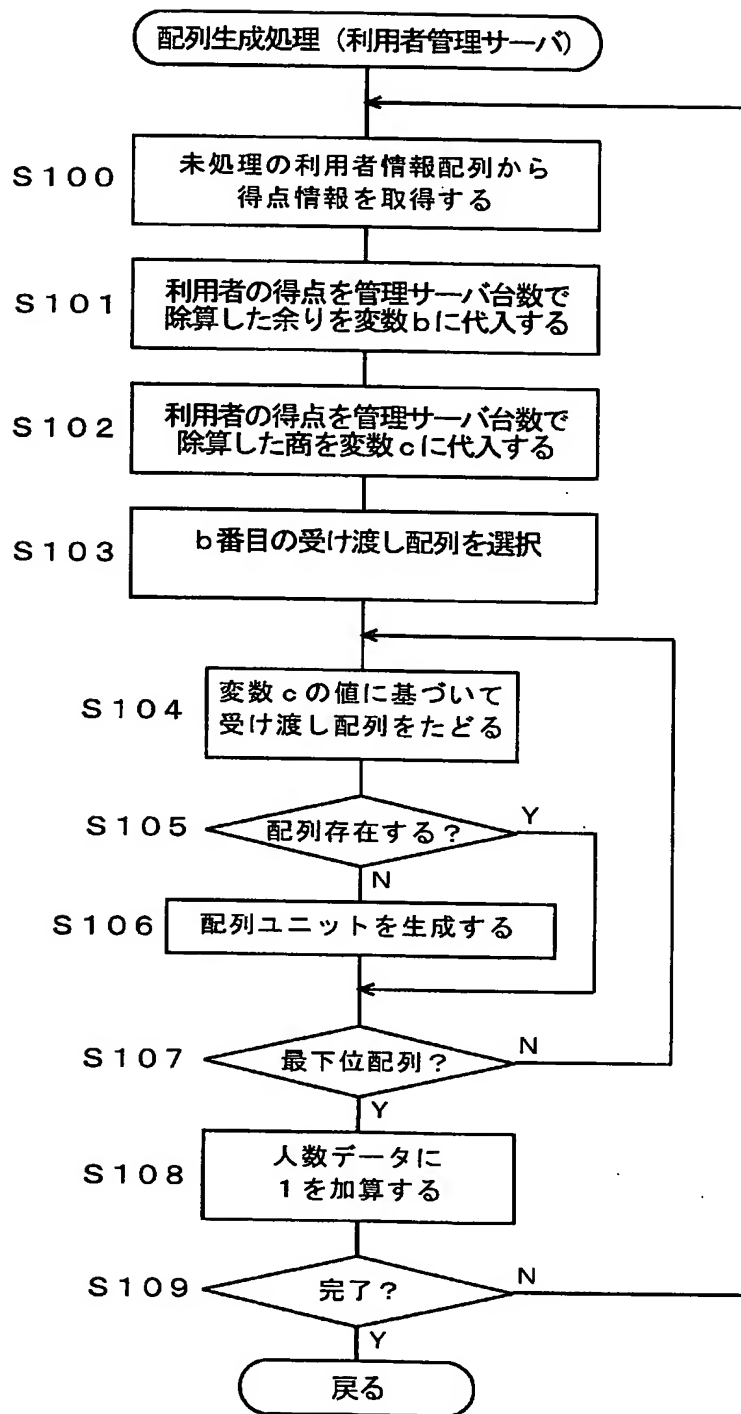 配列生成処理（利用者管理サーバ）
S100
未処理の利用者情報配列から
得点情報を取得する
S101
利用者の得点を管理サーバ台数で
除算した余りを変数bに代入する
S102
利用者の得点を管理サーバ台数で
除算した商を変数cに代入する
S103
b番目の受け渡し配列を選択
S104
変数cの値に基づいて
受け渡し配列をたどる
S105
配列存在する？
Y
N
S106
配列ユニットを生成する
S107
最下位配列？
N
Y
S108
人数データに
1を加算する
S109
完了？
N
Y
戻る